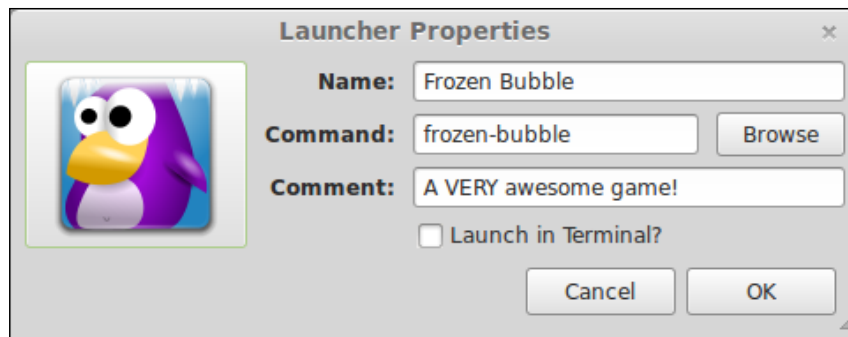 Launcher Properties
Name: Frozen Bubble
Command: frozen-bubble Browse
Comment: A VERY awesome game!
Launch in Terminal?
Cancel OK